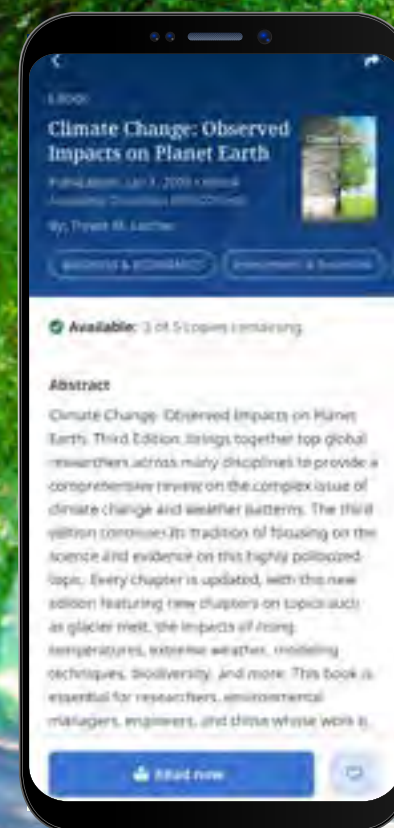 Climate Change: Observed
Impacts on Planet Earth
Available: 3 of 5 copies remaining
Abstract
Climate Change: Observed Impacts on Planet
Earth, Third Edition, brings together top global
researchers across many disciplines to provide a
comprehensive review on the complex issue of
climate change and weather patterns. The third
edition continues its tradition of focusing on the
science and evidence on this highly politicized
topic. Every chapter is updated, with this new
edition featuring new chapters on topics such
as glacier melt, the impacts of rising
temperatures, extreme weather, modeling
techniques, biodiversity, and more. This book is
essential for researchers, environmental
managers, engineers, and those whose work is
Read now